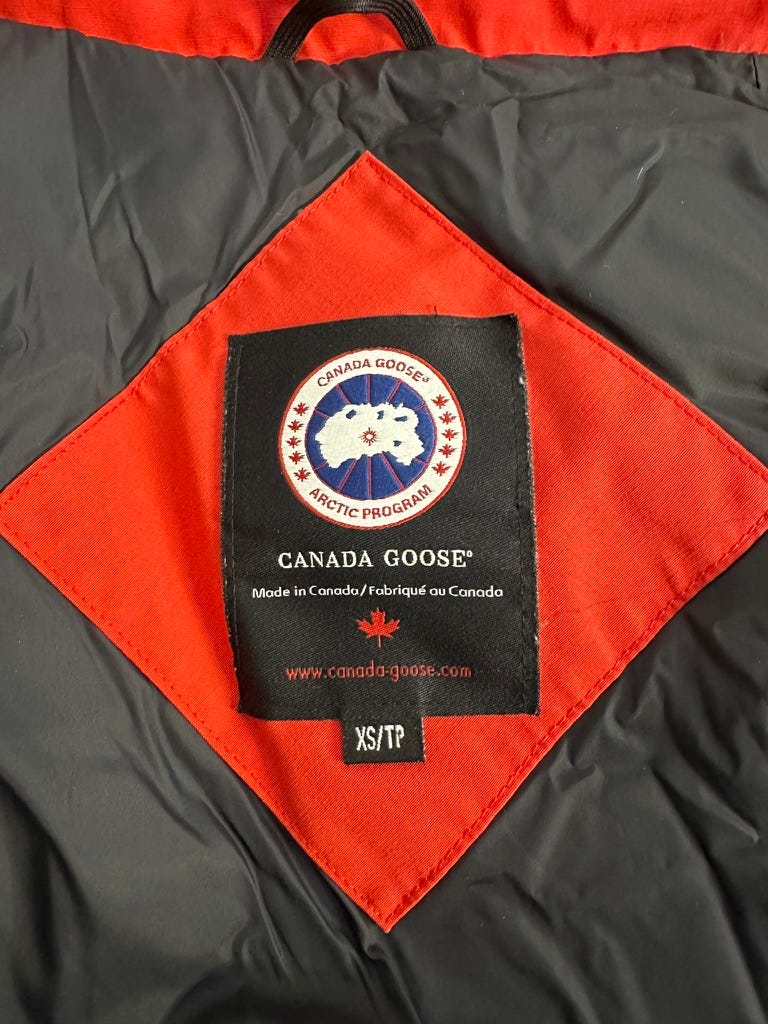 CANADA GOOSE®
ARCTIC PROGRAM
CANADA GOOSE®
Made in Canada/Fabriqué au Canada
www.canada-goose.com
XS/TP